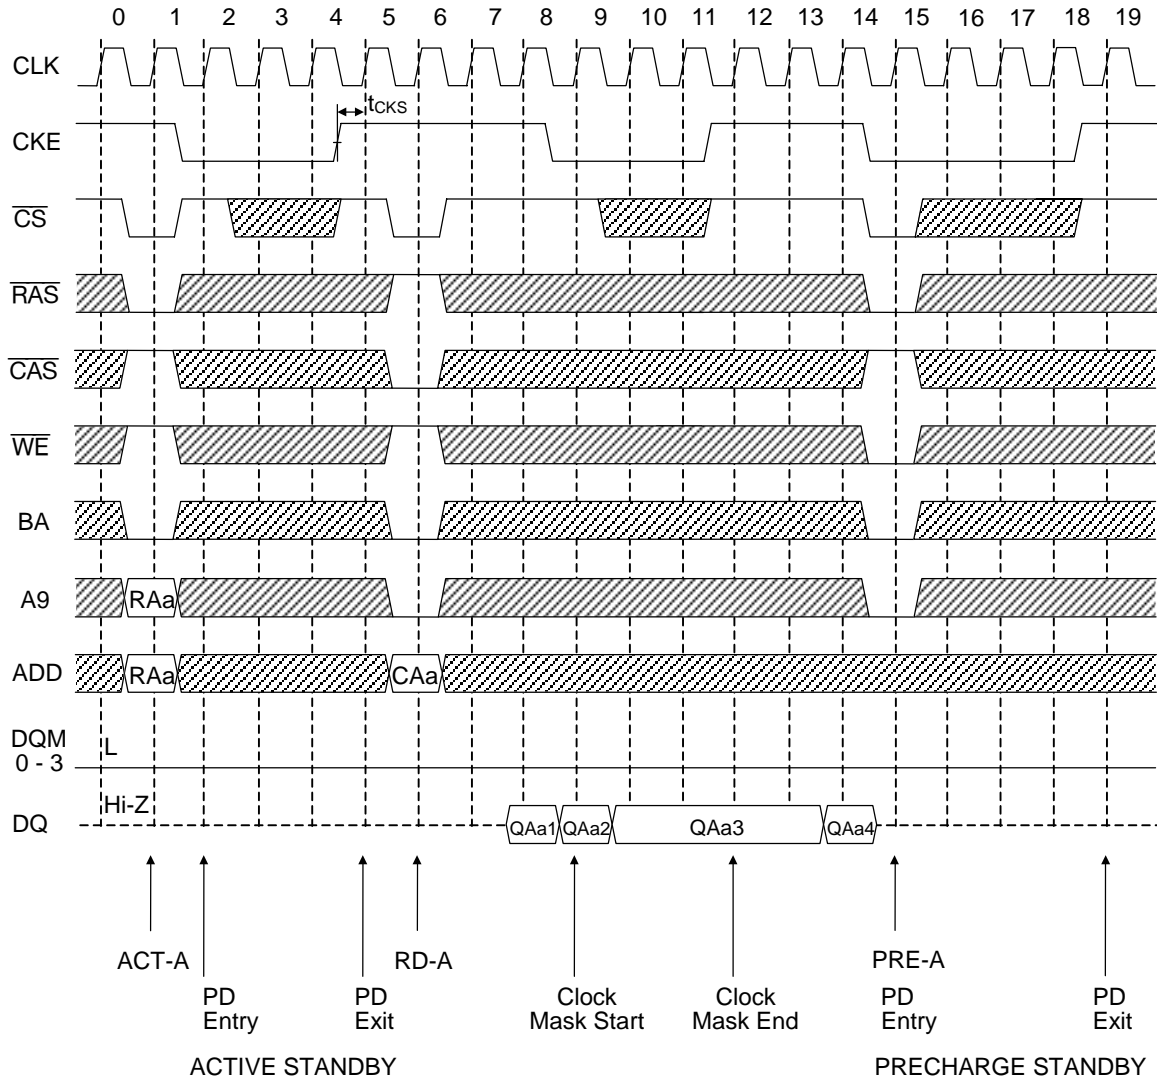 0 1 2 3 4 5 6 7 8 9 10 11 12 13 14 15 16 17 18 19
CLK
tCKS
CKE
CS
RAS
CAS
WE
BA
A9 RAa
ADD RAa CAa
DQM
0 - 3
L
Hi-Z
DQ QAa1 QAa2 QAa3 QAa4
ACT-A RD-A PRE-A
PD PD Clock Clock PD PD
Entry Exit Mask Start Mask End Entry Exit
ACTIVE STANDBY PRECHARGE STANDBY